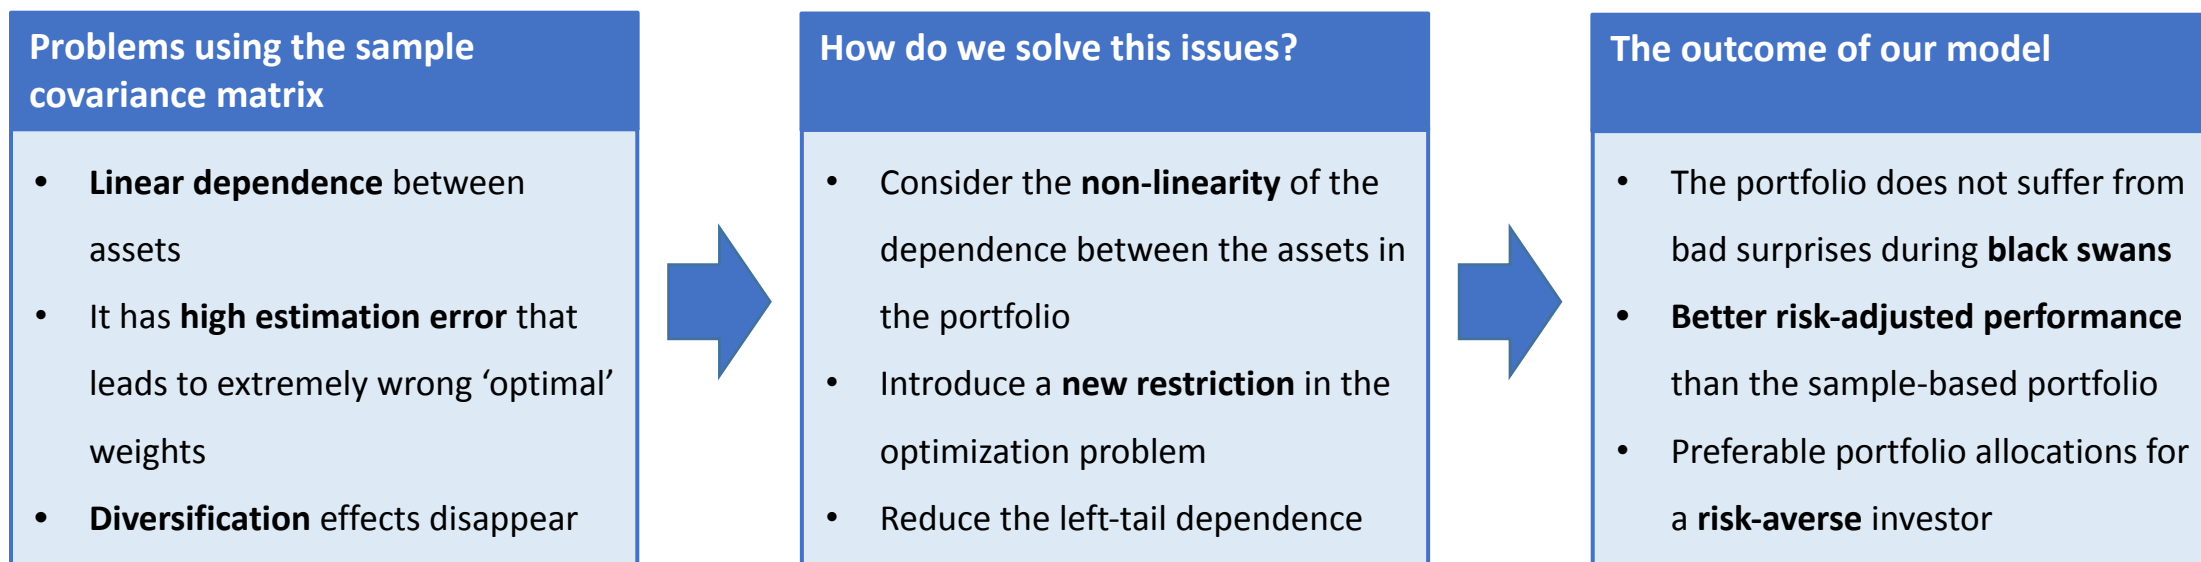 Problems using the sample
covariance matrix
• Linear dependence between
assets
• It has high estimation error that
leads to extremely wrong ‘optimal’
weights
• Diversification effects disappear
How do we solve this issues?
• Consider the non-linearity of the
dependence between the assets in
the portfolio
• Introduce a new restriction in the
optimization problem
• Reduce the left-tail dependence
The outcome of our model
• The portfolio does not suffer from
bad surprises during black swans
• Better risk-adjusted performance
than the sample-based portfolio
• Preferable portfolio allocations for
a risk-averse investor